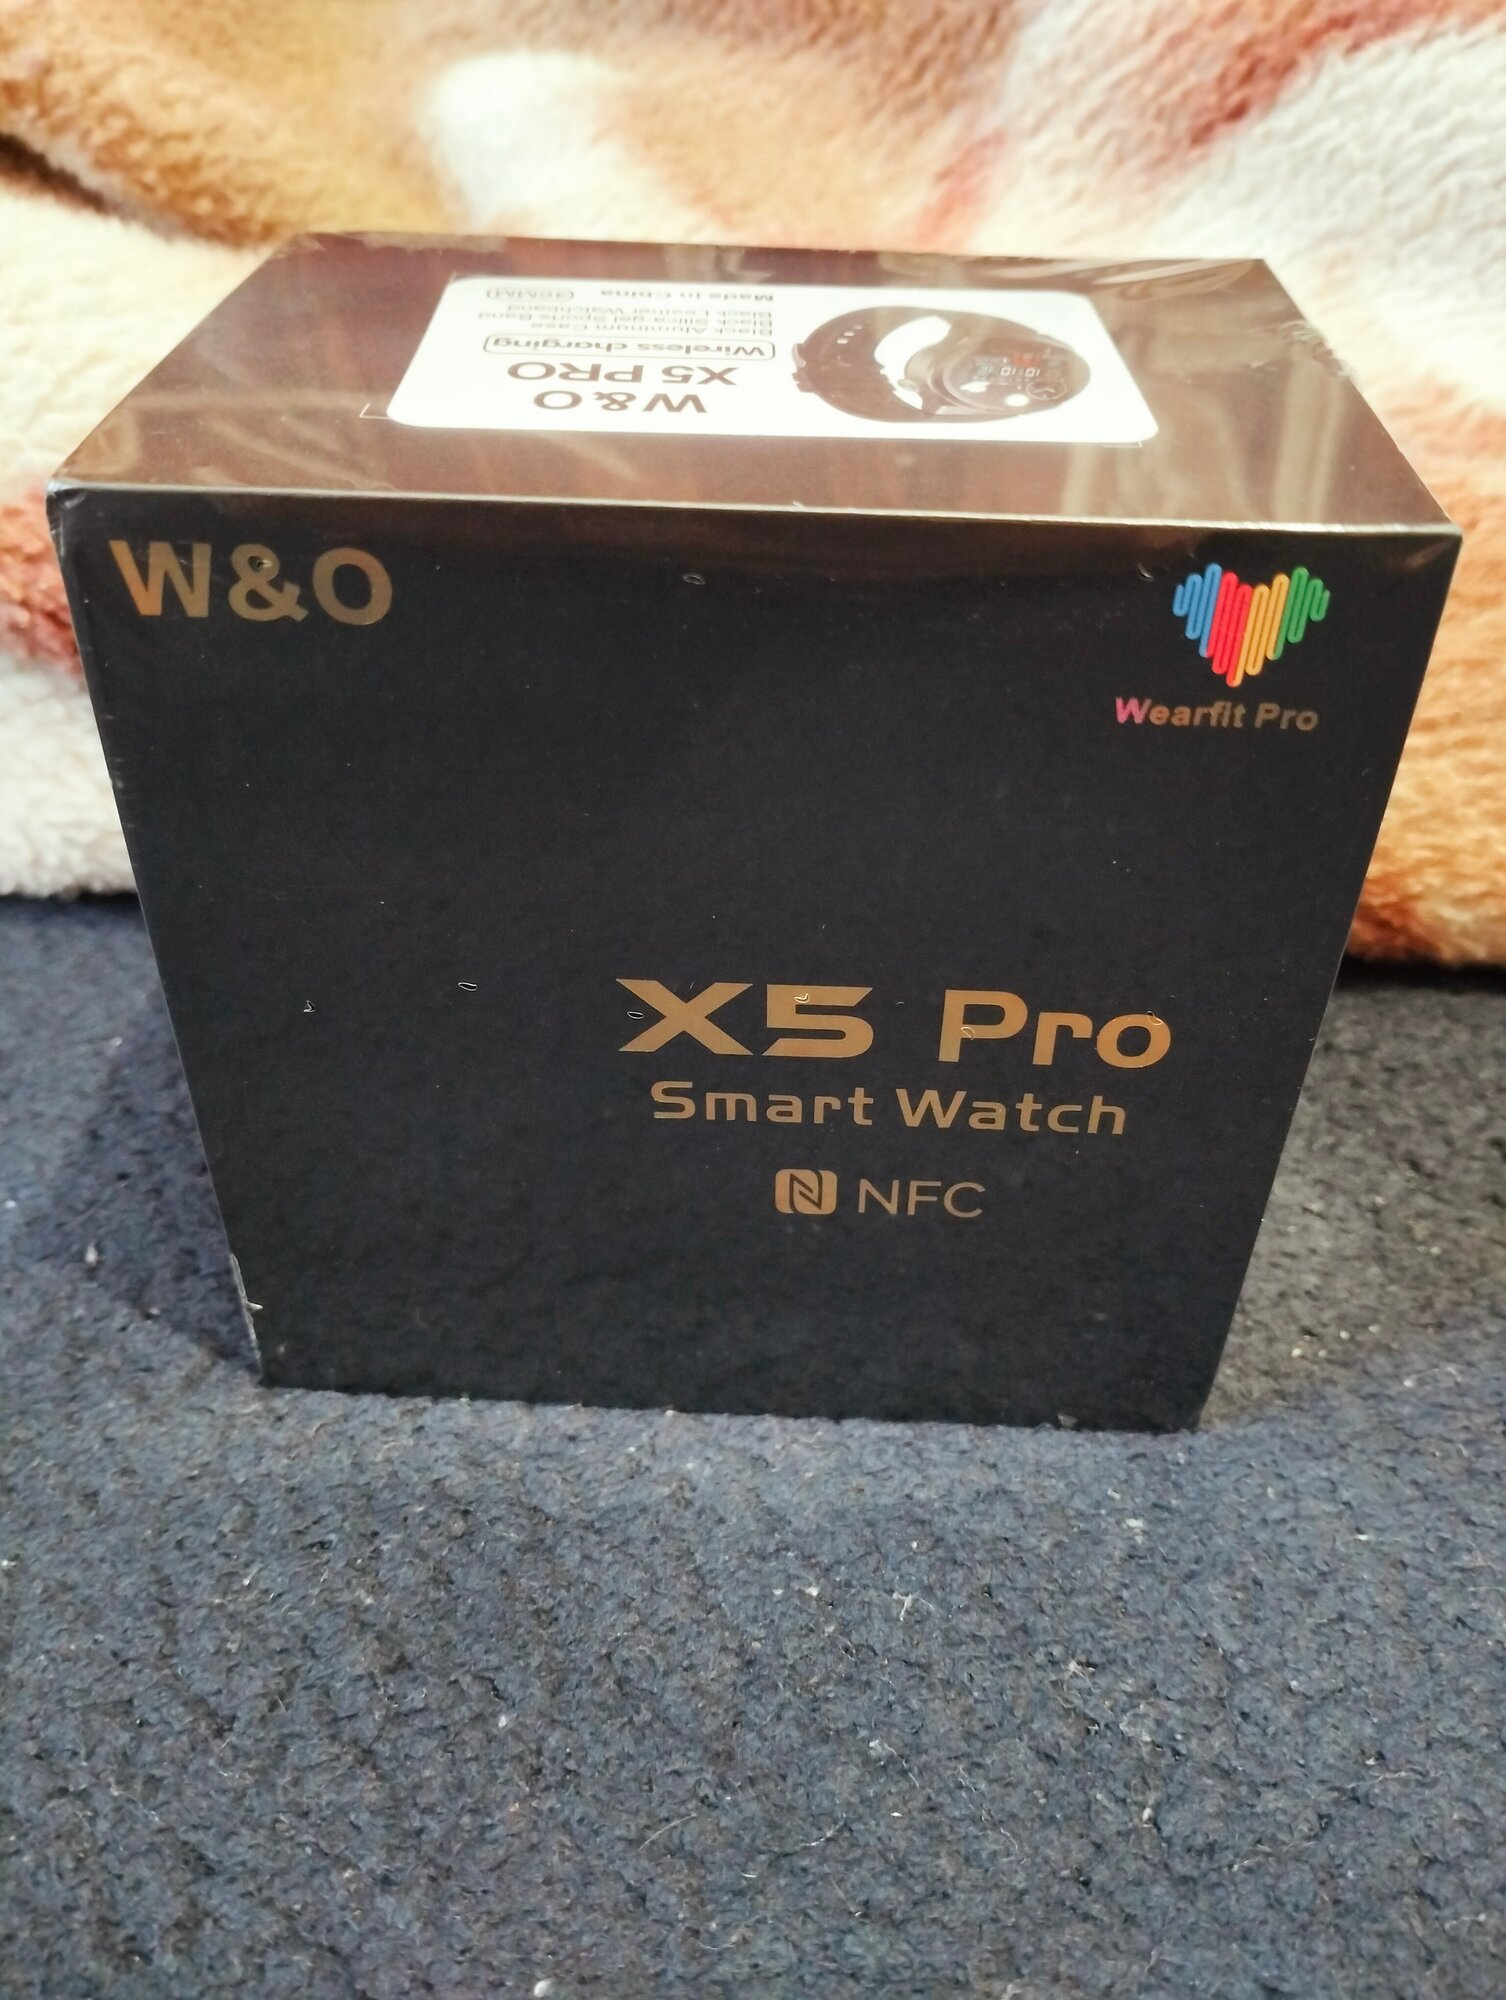 W&O
X5 PRO
Wireless charging
Black Aluminum Case
Black Silica gel Sports Band
Black Leather Watchband
Made in China
W&O
Wearfit Pro
X5 Pro
Smart Watch
NFC